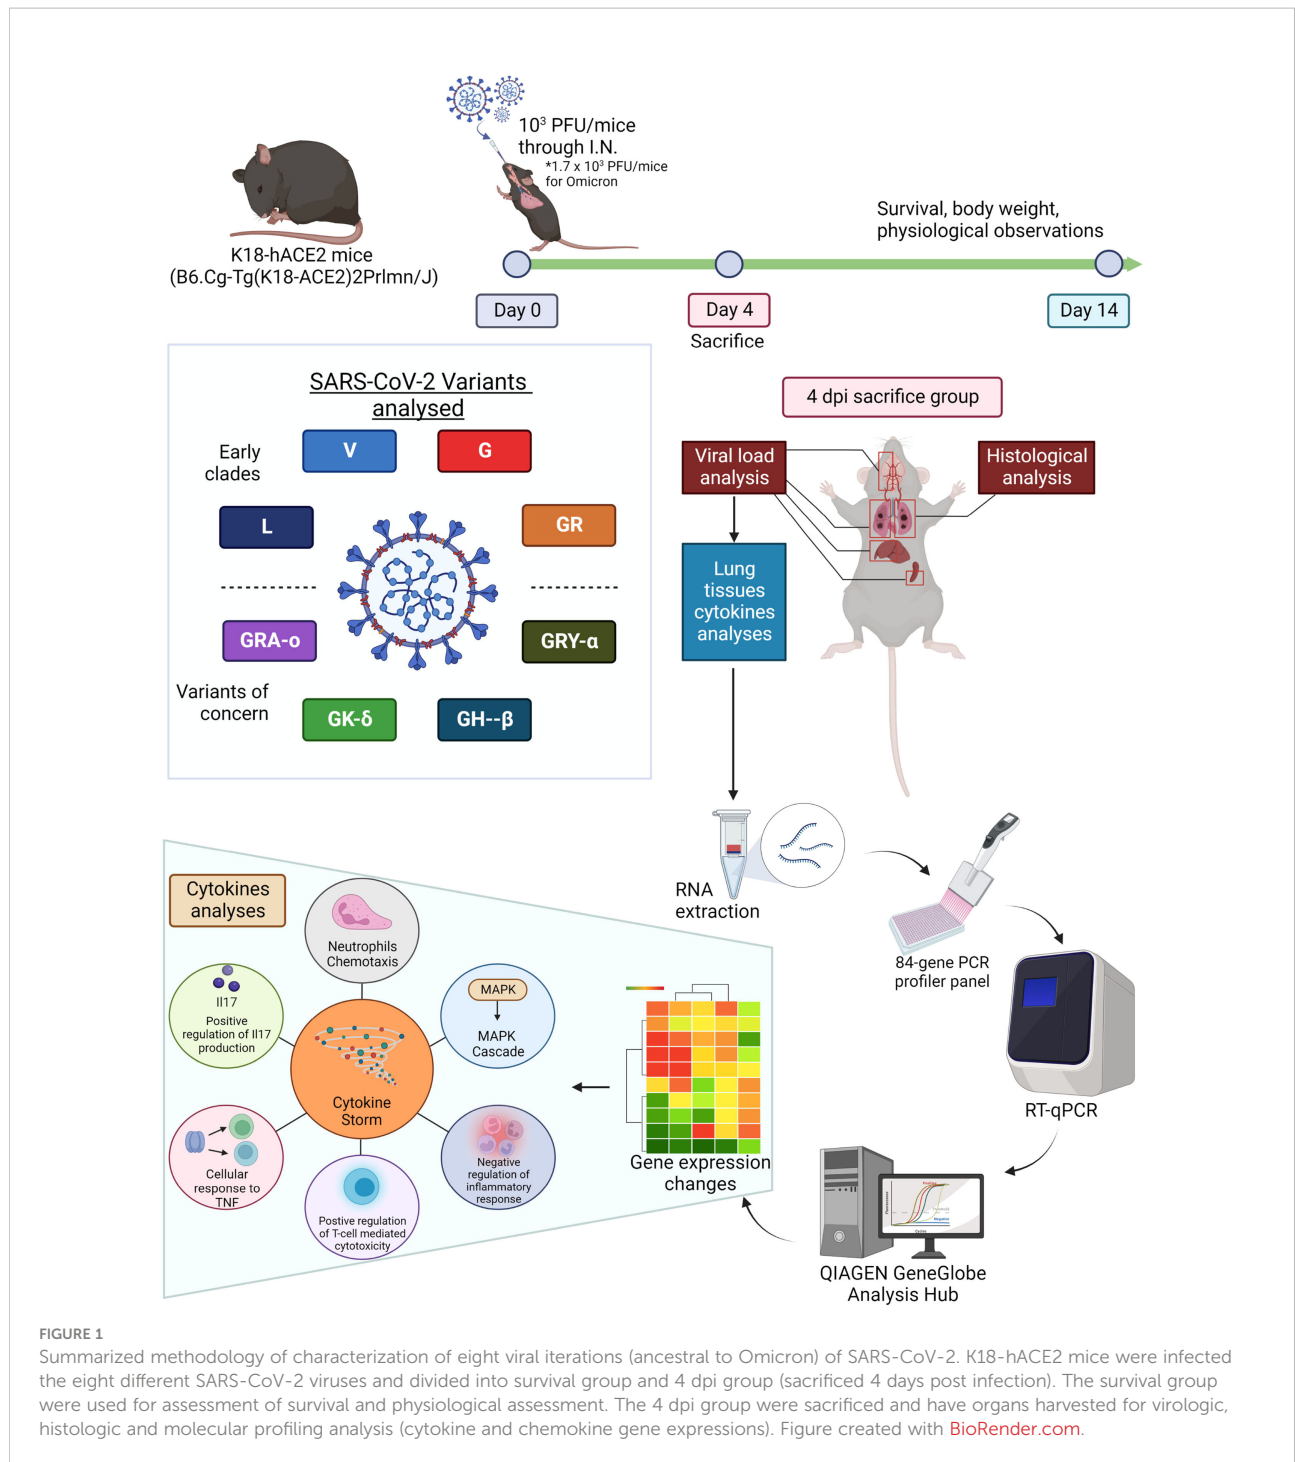 10³ PFU/mice
through I.N.
*1.7 x 10³ PFU/mice
for Omicron
K18-hACE2 mice
(B6.Cg-Tg(K18-ACE2)2Prlmn/J)
Survival, body weight,
physiological observations
Day 0
Day 4
Day 14
Sacrifice
SARS-CoV-2 Variants
analysed
Early
clades
V
G
L
GR
GRA-o
GRY-α
Variants of
concern
GK-δ
GH--β
4 dpi sacrifice group
Viral load
analysis
Histological
analysis
Lung
tissues
cytokines
analyses
RNA
extraction
84-gene PCR
profiler panel
RT-qPCR
QIAGEN GeneGlobe
Analysis Hub
Fluorescence
Positive
Threshold
Negative
Cycles
Gene expression
changes
Cytokines
analyses
Neutrophils
Chemotaxis
Il17
Positive
regulation of Il17
production
MAPK
MAPK
Cascade
Cytokine
Storm
Cellular
response to
TNF
Negative
regulation of
inflammatory
response
Postive regulation
of T-cell mediated
cytotoxicity
FIGURE 1
Summarized methodology of characterization of eight viral iterations (ancestral to Omicron) of SARS-CoV-2. K18-hACE2 mice were infected
the eight different SARS-CoV-2 viruses and divided into survival group and 4 dpi group (sacrificed 4 days post infection). The survival group
were used for assessment of survival and physiological assessment. The 4 dpi group were sacrificed and have organs harvested for virologic,
histologic and molecular profiling analysis (cytokine and chemokine gene expressions). Figure created with BioRender.com.